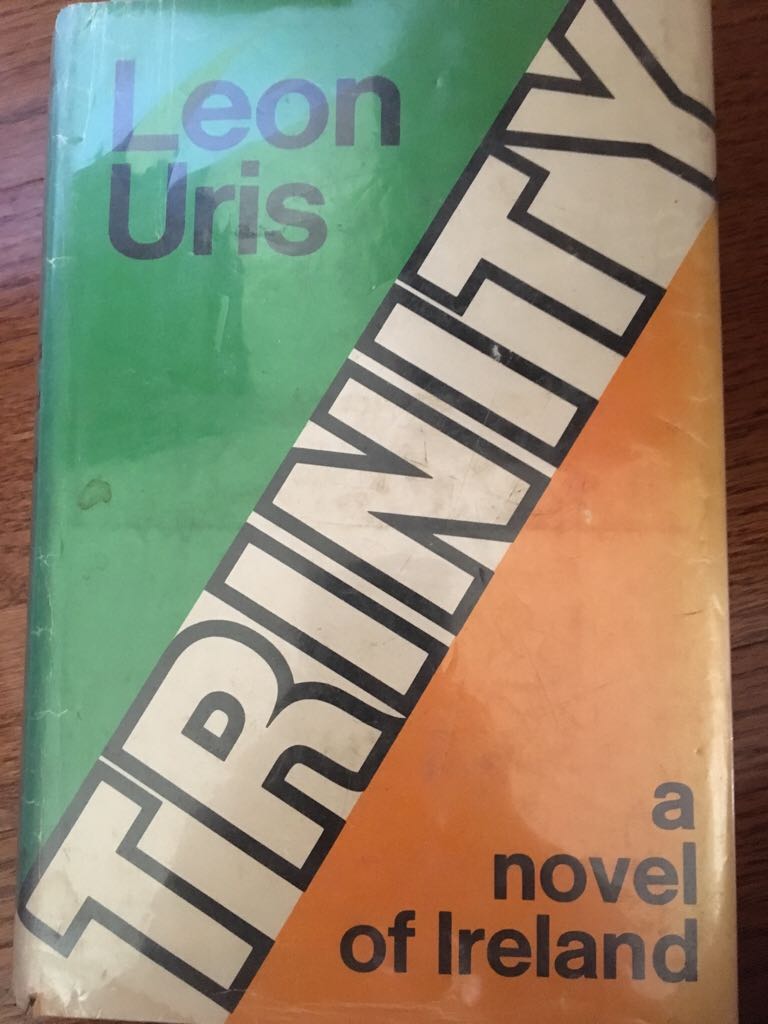 Leon
Uris
TRINITY
a
novel
of Ireland